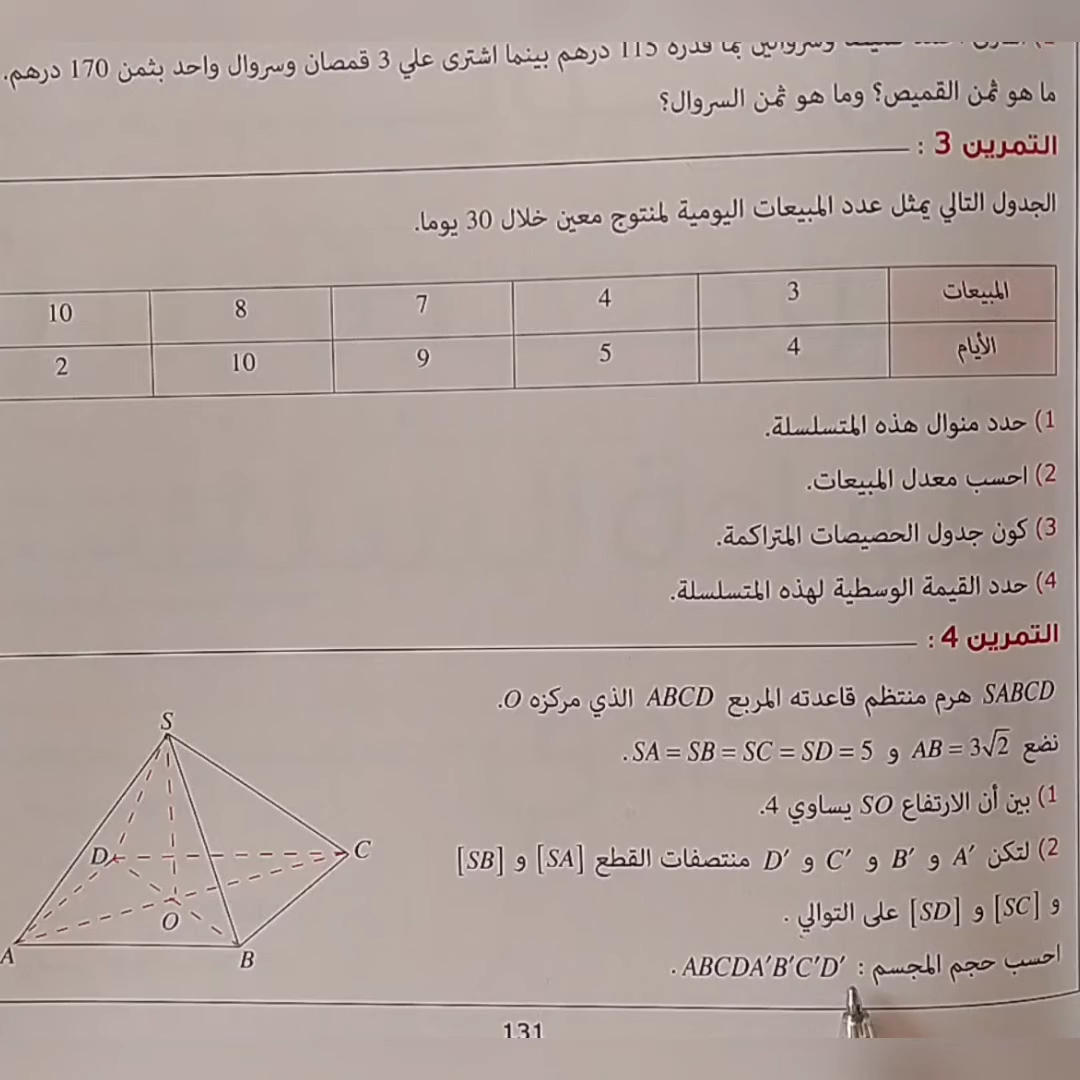 درهم بينما اشترى علي 3 قمصان وسروال واحد بثمن 170 درهم.
ما هو ثمن القميص؟ وما هو ثمن السروال؟
التمرين 3 :
الجدول التالي يمثل عدد المبيعات اليومية لمنتوج معين خلال 30 يوما.
المبيعات 3 4 7 8 10
الأيام 4 5 9 10 2
1) حدد منوال هذه المتسلسلة.
2) احسب معدل المبيعات.
3) كون جدول الحصيصات المتراكمة.
4) حدد القيمة الوسطية لهذه المتسلسلة.
التمرين 4 :
SABCD هرم منتظم قاعدته المربع ABCD الذي مركزه O.
نضع AB = 3√2 و SA = SB = SC = SD = 5.
1) بين أن الارتفاع SO يساوي 4.
2) لتكن A′ و B′ و C′ و D′ منتصفات القطع [SA] و [SB]
و [SC] و [SD] على التوالي .
احسب حجم المجسم : ABCDA′B′C′D′ .
S
D
C
O
A
B
131